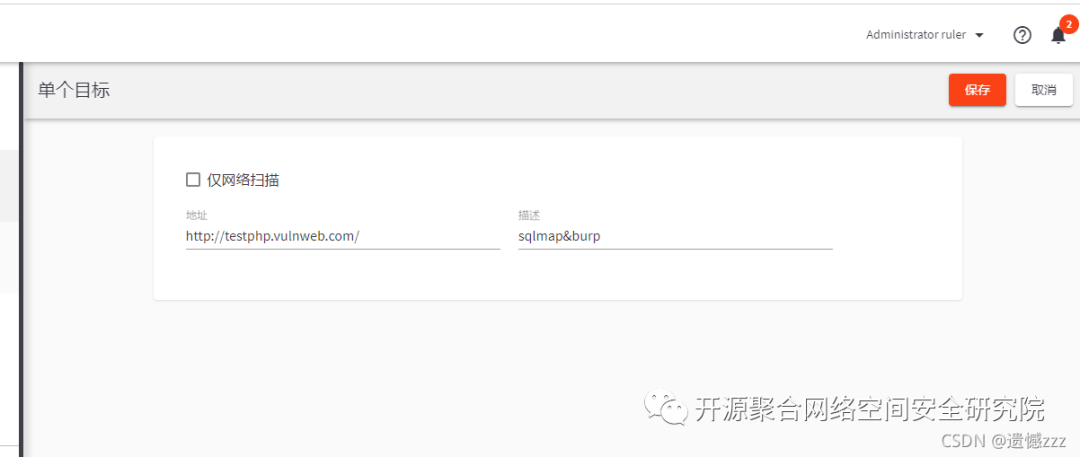 Administrator ruler
2
单个目标
保存
取消
仅网络扫描
地址
描述
http://testphp.vulnweb.com/
sqlmap&burp
开源聚合网络空间安全研究院
CSDN @遗憾zzz